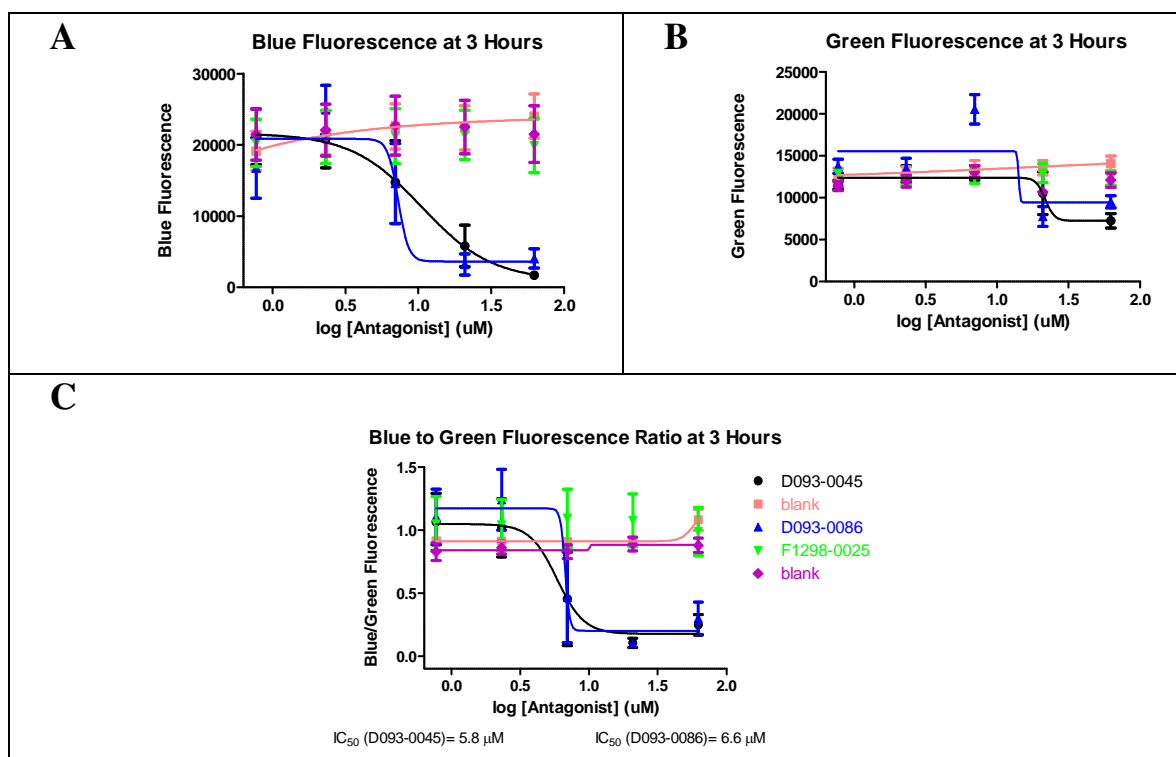 A
Blue Fluorescence at 3 Hours
30000
20000
10000
0
Blue Fluorescence
0.0
0.5
1.0
1.5
2.0
log [Antagonist] (uM)
B
Green Fluorescence at 3 Hours
25000
20000
15000
10000
5000
0
Green Fluorescence
0.0
0.5
1.0
1.5
2.0
log [Antagonist] (uM)
C
Blue to Green Fluorescence Ratio at 3 Hours
1.5
1.0
0.5
0.0
Blue/Green Fluorescence
0.0
0.5
1.0
1.5
2.0
log [Antagonist] (uM)
D093-0045
blank
D093-0086
F1298-0025
blank
IC50 (D093-0045)= 5.8 μM
IC50 (D093-0086)= 6.6 μM